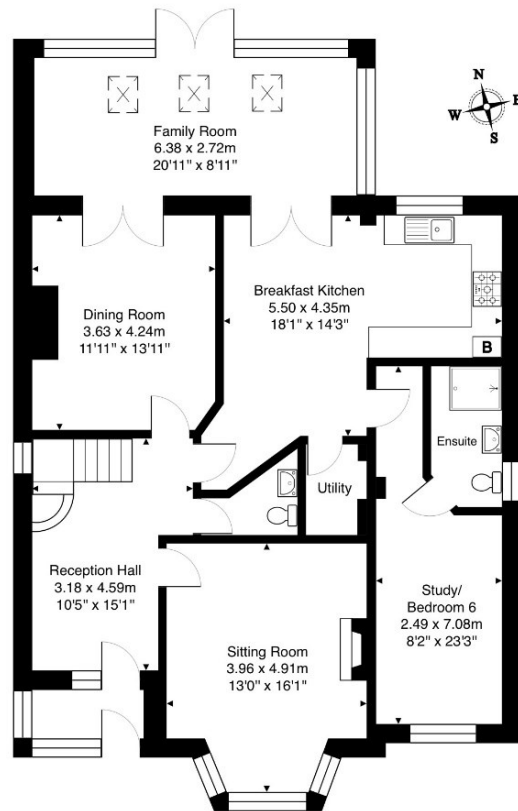 Family Room
6.38 x 2.72m
20'11" x 8'11"
N
W
E
S
Breakfast Kitchen
5.50 x 4.35m
18'1" x 14'3"
Dining Room
3.63 x 4.24m
11'11" x 13'11"
B
Ensuite
Utility
Reception Hall
3.18 x 4.59m
10'5" x 15'1"
Study/
Bedroom 6
2.49 x 7.08m
8'2" x 23'3"
Sitting Room
3.96 x 4.91m
13'0" x 16'1"